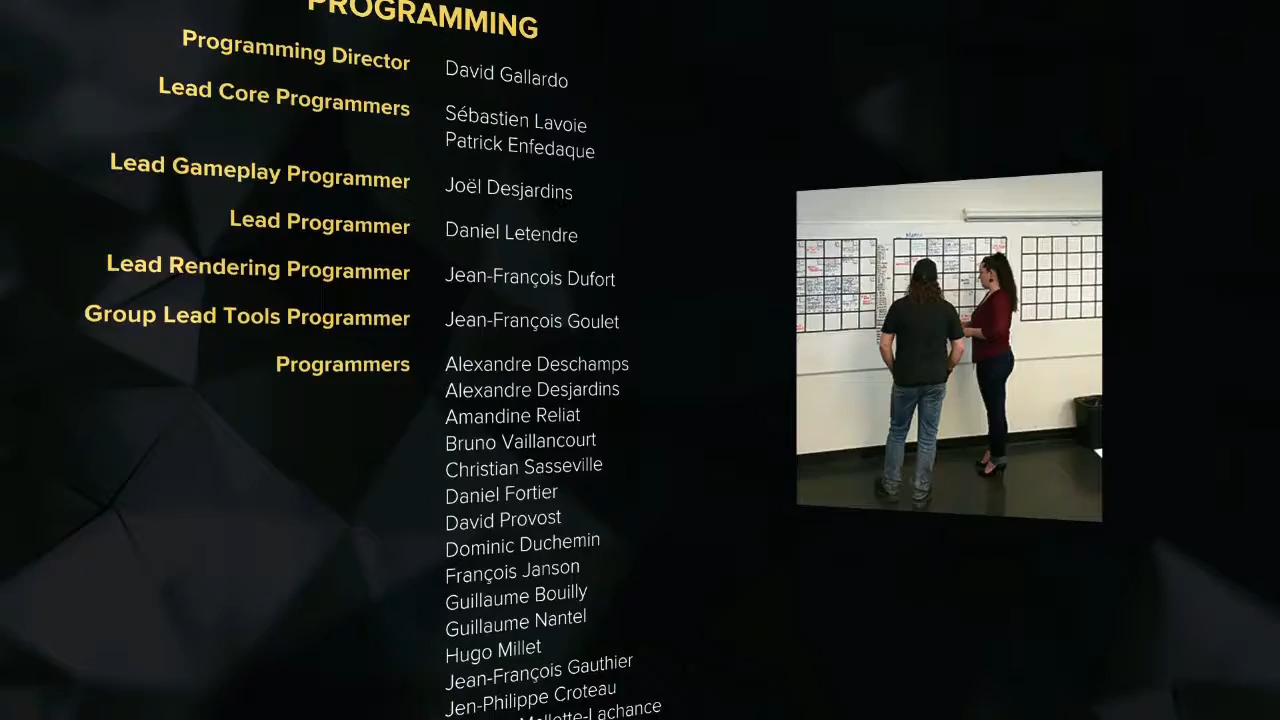 PROGRAMMING
Programming Director David Gallardo
Lead Core Programmers Sébastien Lavoie
Patrick Enfedaque
Lead Gameplay Programmer Joël Desjardins
Lead Programmer Daniel Letendre
Lead Rendering Programmer Jean-François Dufort
Group Lead Tools Programmer Jean-François Goulet
Programmers Alexandre Deschamps
Alexandre Desjardins
Amandine Reliat
Bruno Vaillancourt
Christian Sasseville
Daniel Fortier
David Provost
Dominic Duchemin
François Janson
Guillaume Bouilly
Guillaume Nantel
Hugo Millet
Jean-François Gauthier
Jen-Philippe Croteau
Mallette-Lachance